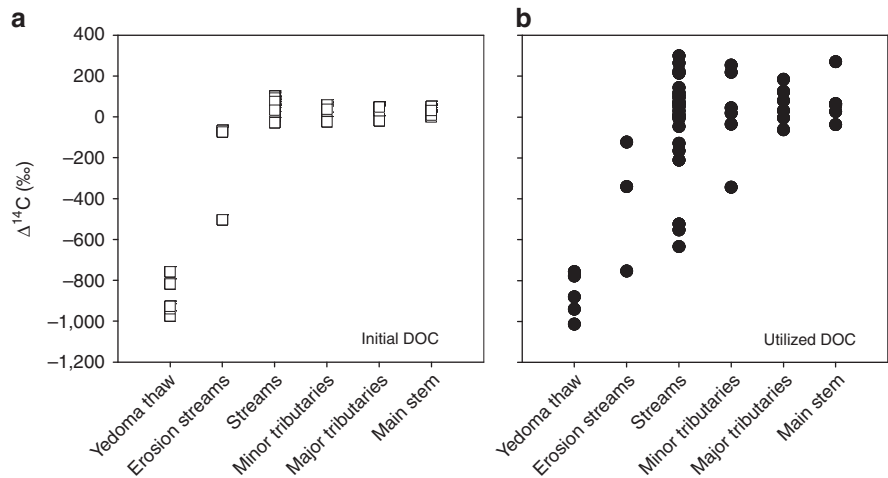 a
400
200
0
−200
−400
−600
−800
−1,000
−1,200
Δ¹⁴C (‰)
Initial DOC
Yedoma thaw
Erosion streams
Streams
Minor tributaries
Major tributaries
Main stem
b
Utilized DOC
Yedoma thaw
Erosion streams
Streams
Minor tributaries
Major tributaries
Main stem